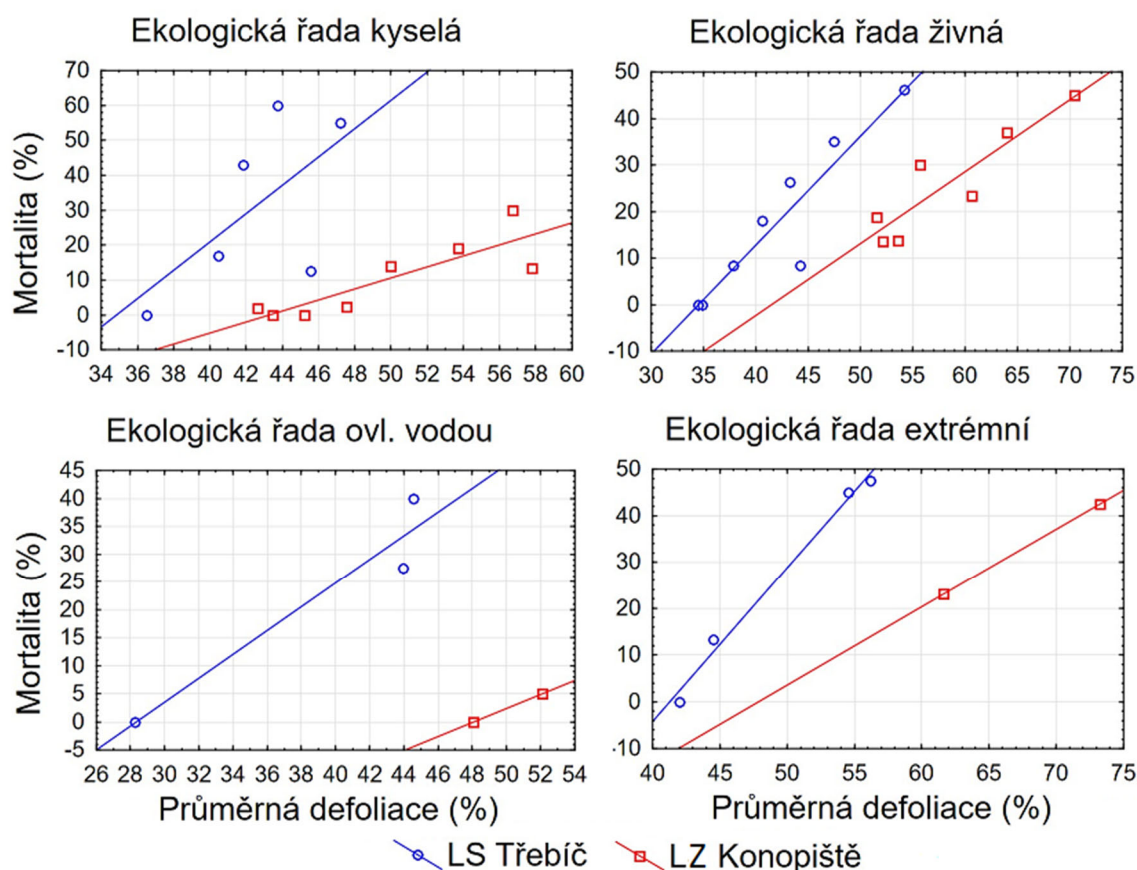 Ekologická řada kyselá
Ekologická řada živná
Mortalita (%)
70
60
50
40
30
20
10
0
-10
34 36 38 40 42 44 46 48 50 52 54 56 58 60
50
40
30
20
10
0
-10
30 35 40 45 50 55 60 65 70 75
Ekologická řada ovl. vodou
Ekologická řada extrémní
Mortalita (%)
45
40
35
30
25
20
15
10
5
0
-5
26 28 30 32 34 36 38 40 42 44 46 48 50 52 54
50
40
30
20
10
0
-10
40 45 50 55 60 65 70 75
Průměrná defoliace (%)
Průměrná defoliace (%)
LS Třebíč
LZ Konopiště